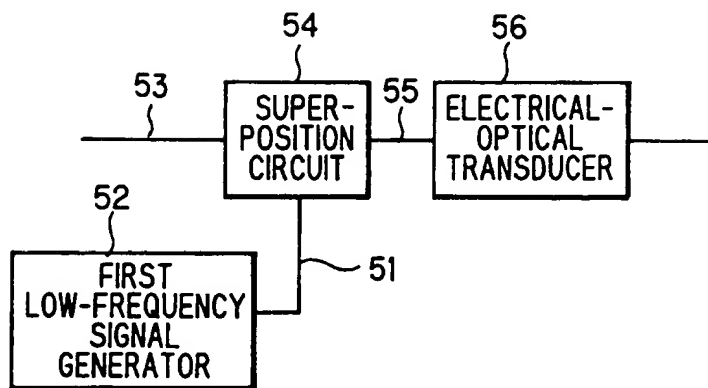 54
56
53
SUPER-
POSITION
CIRCUIT
55
ELECTRICAL-
OPTICAL
TRANSDUCER
52
51
FIRST
LOW-FREQUENCY
SIGNAL
GENERATOR